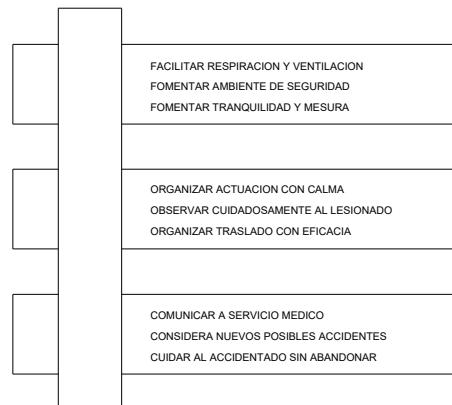 FACILITAR RESPIRACION Y VENTILACION
FOMENTAR AMBIENTE DE SEGURIDAD
FOMENTAR TRANQUILIDAD Y MESURA
ORGANIZAR ACTUACION CON CALMA
OBSERVAR CUIDADOSAMENTE AL LESIONADO
ORGANIZAR TRASLADO CON EFICACIA
COMUNICAR A SERVICIO MEDICO
CONSIDERA NUEVOS POSIBLES ACCIDENTES
CUIDAR AL ACCIDENTADO SIN ABANDONAR